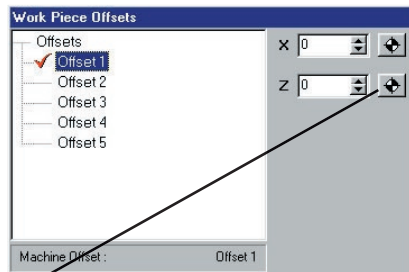 Work Piece Offsets
Offsets
Offset 1
Offset 2
Offset 3
Offset 4
Offset 5
X 0
Z 0
Machine Offset : Offset 1